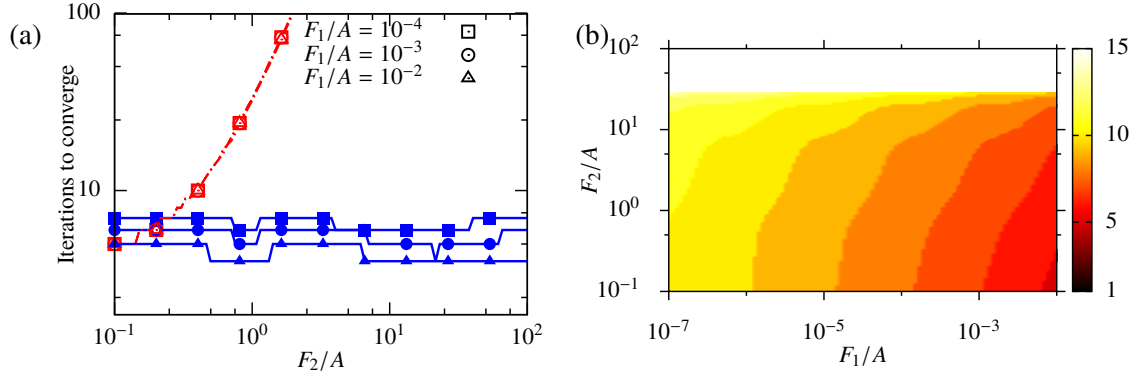 (a)
Iterations to converge
100
10
F₁/A = 10⁻⁴
F₁/A = 10⁻³
F₁/A = 10⁻²
10⁻¹ 10⁰ 10¹ 10²
F₂/A
(b)
F₂/A
10²
10¹
10⁰
10⁻¹
10⁻⁷ 10⁻⁵ 10⁻³
F₁/A
15
10
5
1